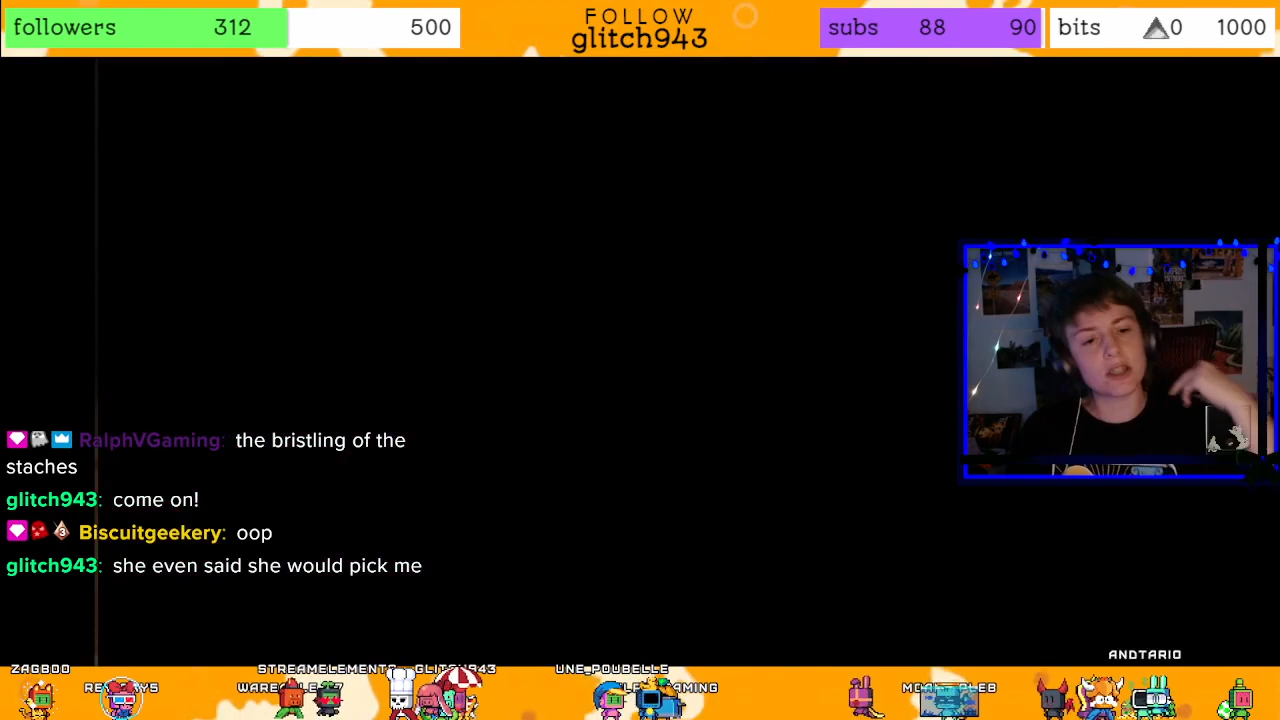 followers 312 500
FOLLOW
glitch943
subs 88 90
bits 0 1000
RalphVGaming: the bristling of the
staches
glitch943: come on!
Biscuitgeekery: oop
glitch943: she even said she would pick me
ANDTARIO
ZAGBOO STREAMELEMENTS GLITCH943 UNE_POUBELLE